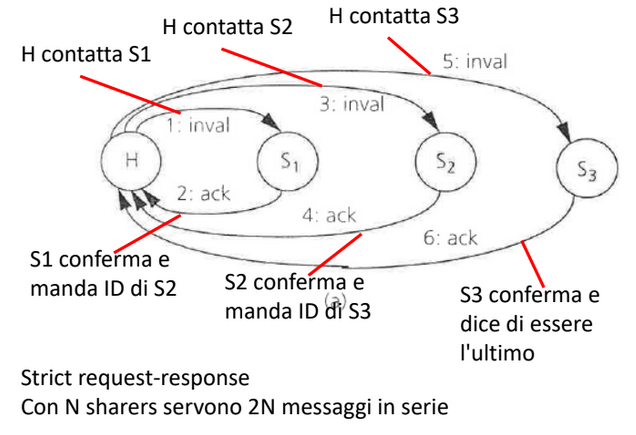 H contatta S3
H contatta S2
H contatta S1
5: inval
3: inval
1: inval
H
S1
S2
S3
2: ack
4: ack
6: ack
S1 conferma e
manda ID di S2
S2 conferma e
manda ID di S3
(a)
S3 conferma e
dice di essere
l'ultimo
Strict request-response
Con N sharers servono 2N messaggi in serie